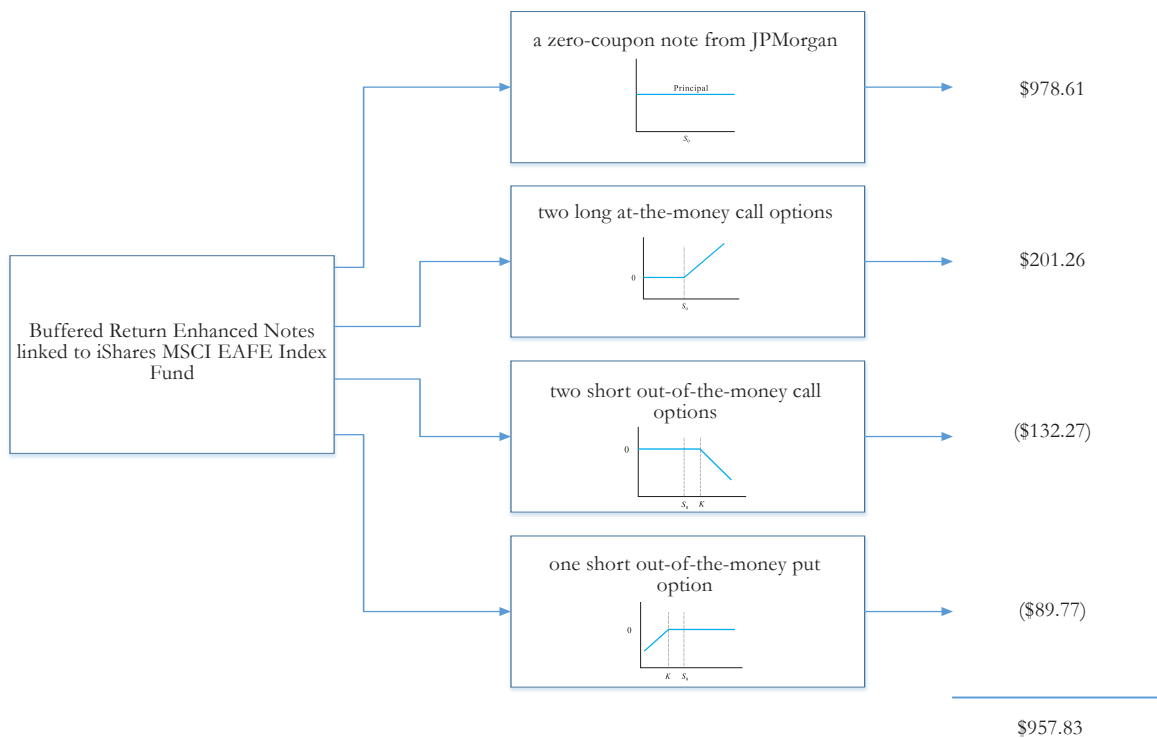 a zero-coupon note from JPMorgan
Principal
S₀
$978.61
two long at-the-money call options
0
S₀
$201.26
Buffered Return Enhanced Notes
linked to iShares MSCI EAFE Index
Fund
two short out-of-the-money call
options
0
S₀ K
($132.27)
one short out-of-the-money put
option
0
K S₀
($89.77)
$957.83